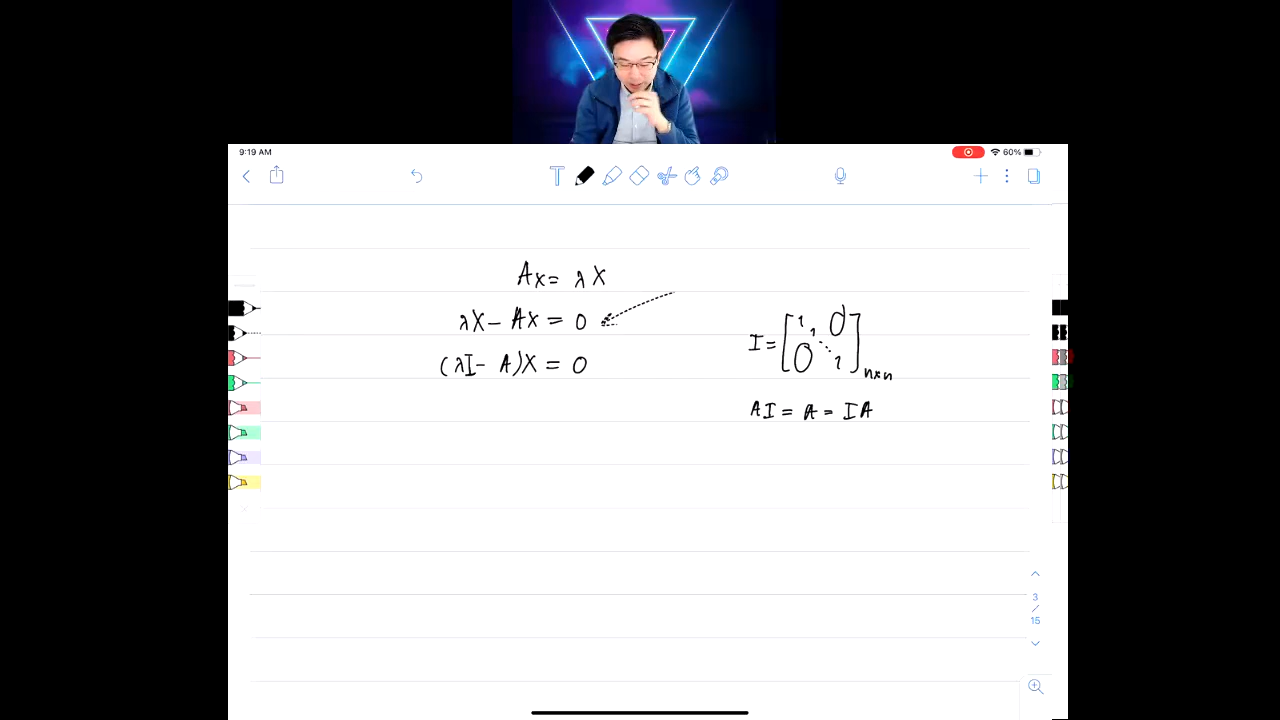 9:19 AM
60%
T
Ax = λX
λX − AX = 0
(λI − A)X = 0
I = [1 1 ⋱ 1 0 0]n×n
AI = A = IA
3
/
15